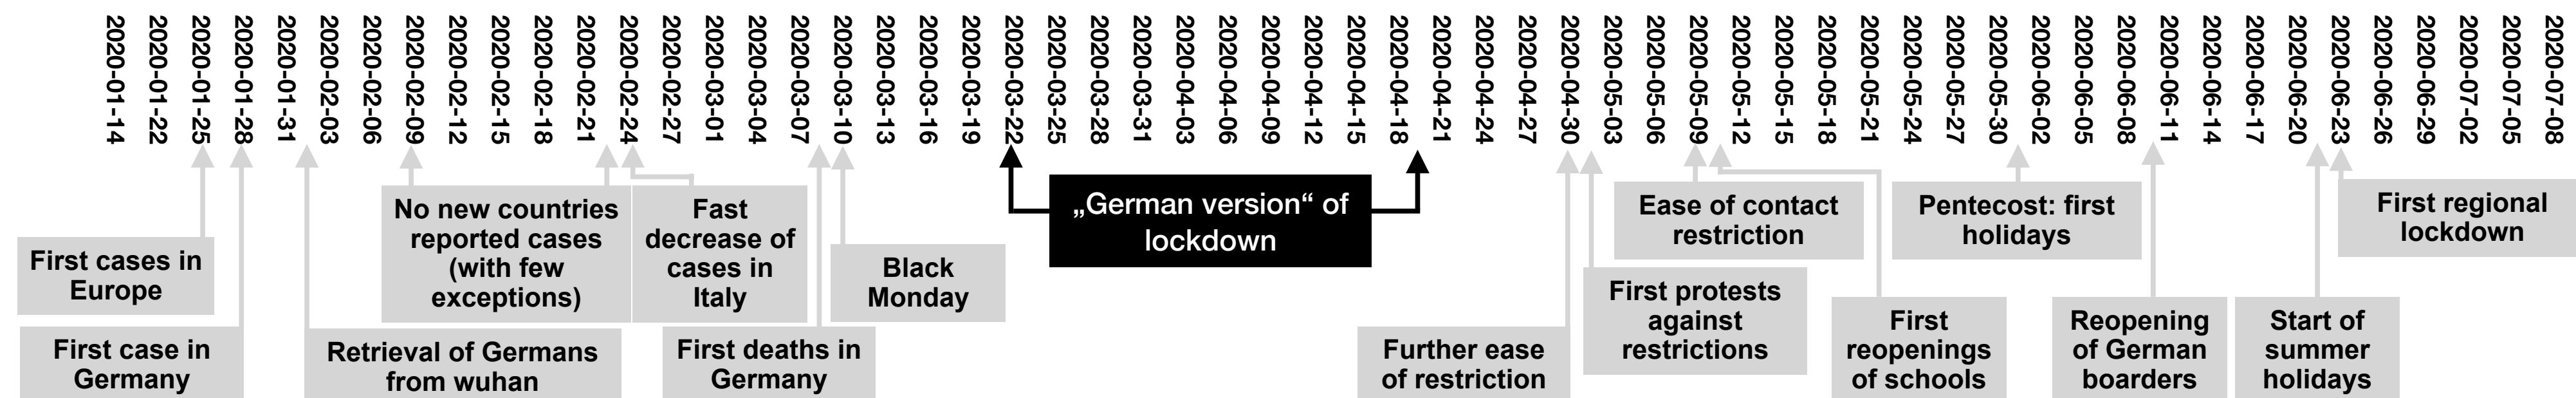 2020-01-14
2020-01-22
2020-01-25
2020-01-28
2020-01-31
2020-02-03
2020-02-06
2020-02-09
2020-02-12
2020-02-15
2020-02-18
2020-02-21
2020-02-24
2020-02-27
2020-03-01
2020-03-04
2020-03-07
2020-03-10
2020-03-13
2020-03-16
2020-03-19
2020-03-22
2020-03-25
2020-03-28
2020-03-31
2020-04-03
2020-04-06
2020-04-09
2020-04-12
2020-04-15
2020-04-18
2020-04-21
2020-04-24
2020-04-27
2020-04-30
2020-05-03
2020-05-06
2020-05-09
2020-05-12
2020-05-15
2020-05-18
2020-05-21
2020-05-24
2020-05-27
2020-05-30
2020-06-02
2020-06-05
2020-06-08
2020-06-11
2020-06-14
2020-06-17
2020-06-20
2020-06-23
2020-06-26
2020-06-29
2020-07-02
2020-07-05
2020-07-08
First cases in
Europe
First case in
Germany
Retrieval of Germans
from wuhan
No new countries
reported cases
(with few
exceptions)
Fast
decrease of
cases in
Italy
First deaths in
Germany
Black
Monday
„German version“ of
lockdown
Further ease
of restriction
First protests
against
restrictions
Ease of contact
restriction
First
reopenings
of schools
Pentecost: first
holidays
Reopening
of German
boarders
Start of
summer
holidays
First regional
lockdown